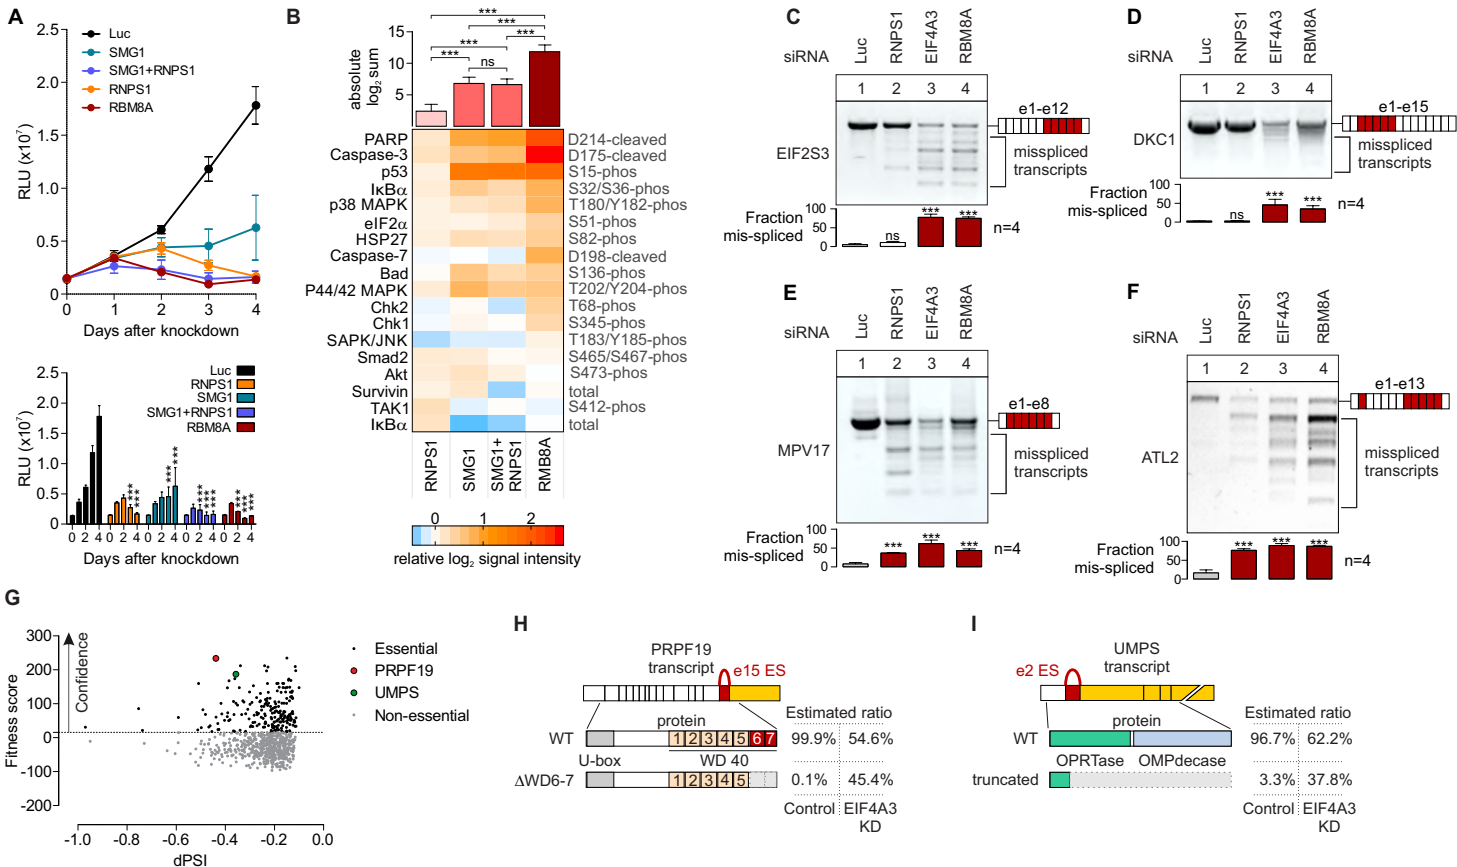 A
RLU (x10⁷)
2.5
2.0
1.5
1.0
0.5
0
Luc
SMG1
SMG1+RNPS1
RNPS1
RBM8A
0 1 2 3 4
Days after knockdown
RLU (x10⁷)
2.5
2.0
1.5
1.0
0.5
0
Luc
RNPS1
SMG1
SMG1+RNPS1
RBM8A
*** ***
*** *** ***
*** *** ***
*** *** ***
0 2 4 0 2 4 0 2 4 0 2 4 0 2 4
Days after knockdown
B
absolute
log₂ sum
15
10
5
***
***
***
***
***
ns
PARP D214-cleaved
Caspase-3 D175-cleaved
p53 S15-phos
IκBα S32/S36-phos
p38 MAPK T180/Y182-phos
eIF2α S51-phos
HSP27 S82-phos
Caspase-7 D198-cleaved
Bad S136-phos
P44/42 MAPK T202/Y204-phos
Chk2 T68-phos
Chk1 S345-phos
SAPK/JNK T183/Y185-phos
Smad2 S465/S467-phos
Akt S473-phos
Survivin total
TAK1 S412-phos
IκBα total
RNPS1
SMG1
SMG1+
RNPS1
RMB8A
0 1 2
relative log₂ signal intensity
C
siRNA
Luc
RNPS1
EIF4A3
RBM8A
1 2 3 4
EIF2S3
e1-e12
misspliced
transcripts
Fraction
mis-spliced
100
50
0
ns
***
***
n=4
D
siRNA
Luc
RNPS1
EIF4A3
RBM8A
1 2 3 4
DKC1
e1-e15
misspliced
transcripts
Fraction
mis-spliced
100
50
0
ns
***
***
n=4
E
siRNA
Luc
RNPS1
EIF4A3
RBM8A
1 2 3 4
MPV17
e1-e8
misspliced
transcripts
Fraction
mis-spliced
100
50
0
***
***
***
n=4
F
siRNA
Luc
RNPS1
EIF4A3
RBM8A
1 2 3 4
ATL2
e1-e13
misspliced
transcripts
Fraction
mis-spliced
100
50
0
***
***
***
n=4
G
Fitness score
300
200
100
0
-100
-200
Confidence
-1.0 -0.8 -0.6 -0.4 -0.2 0.0
dPSI
Essential
PRPF19
UMPS
Non-essential
H
PRPF19
transcript
e15 ES
protein
Estimated ratio
WT 1 2 3 4 5 6 7 99.9% 54.6%
U-box WD 40
ΔWD6-7 1 2 3 4 5 0.1% 45.4%
Control EIF4A3
KD
I
UMPS
transcript
e2 ES
protein
Estimated ratio
WT 96.7% 62.2%
OPRTase OMPdecase
truncated 3.3% 37.8%
Control EIF4A3
KD